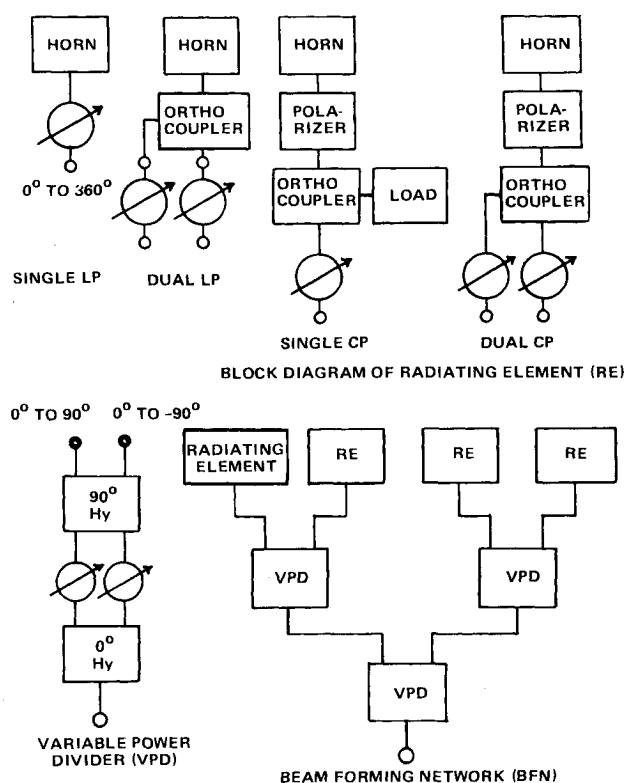 HORN
HORN
HORN
HORN
ORTHO
COUPLER
POLA-
RIZER
POLA-
RIZER
0° TO 360°
ORTHO
COUPLER
LOAD
ORTHO
COUPLER
SINGLE LP
DUAL LP
SINGLE CP
DUAL CP
BLOCK DIAGRAM OF RADIATING ELEMENT (RE)
0° TO 90°
0° TO -90°
RADIATING
ELEMENT
RE
RE
RE
90°
Hy
VPD
VPD
0°
Hy
VPD
VARIABLE POWER
DIVIDER (VPD)
BEAM FORMING NETWORK (BFN)